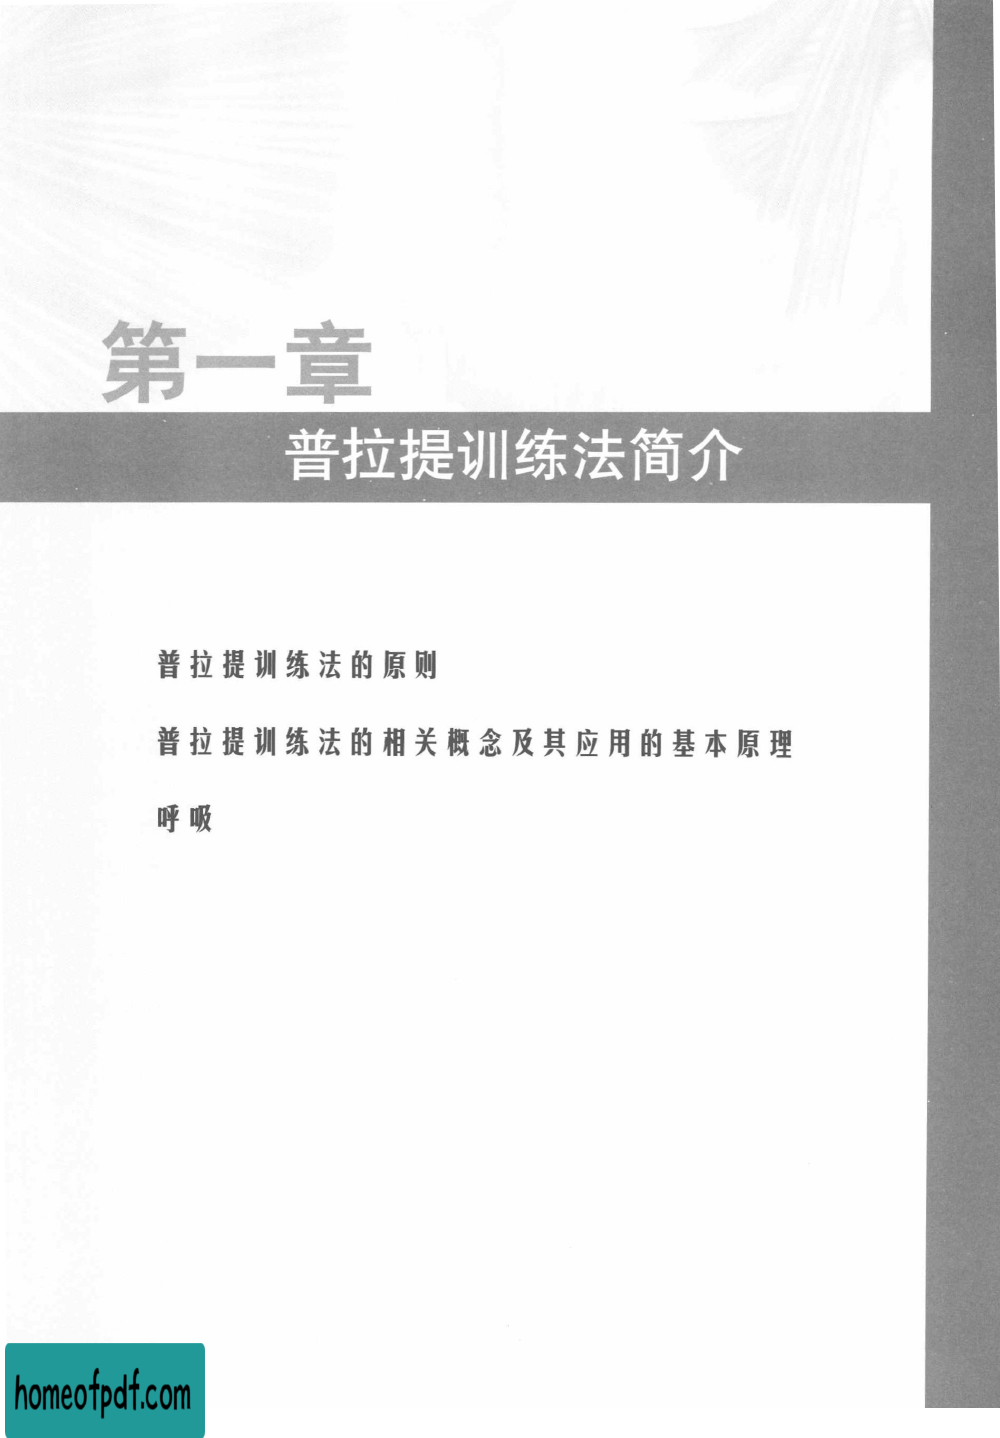 第一章
普拉提训练法简介
普拉提训练法的原则
普拉提训练法的相关概念及其应用的基本原理
呼吸
homeofpdf.com